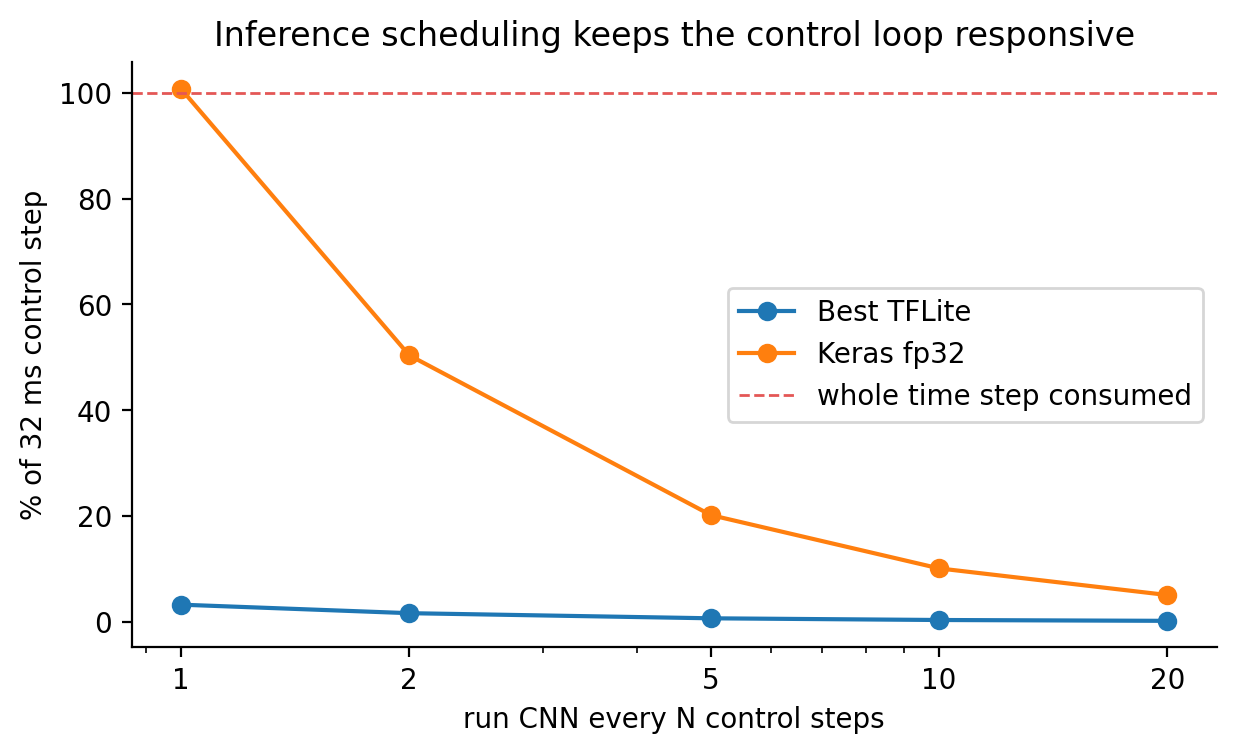 Inference scheduling keeps the control loop responsive
% of 32 ms control step
100
80
60
40
20
0
Best TFLite
Keras fp32
whole time step consumed
1
2
5
10
20
run CNN every N control steps